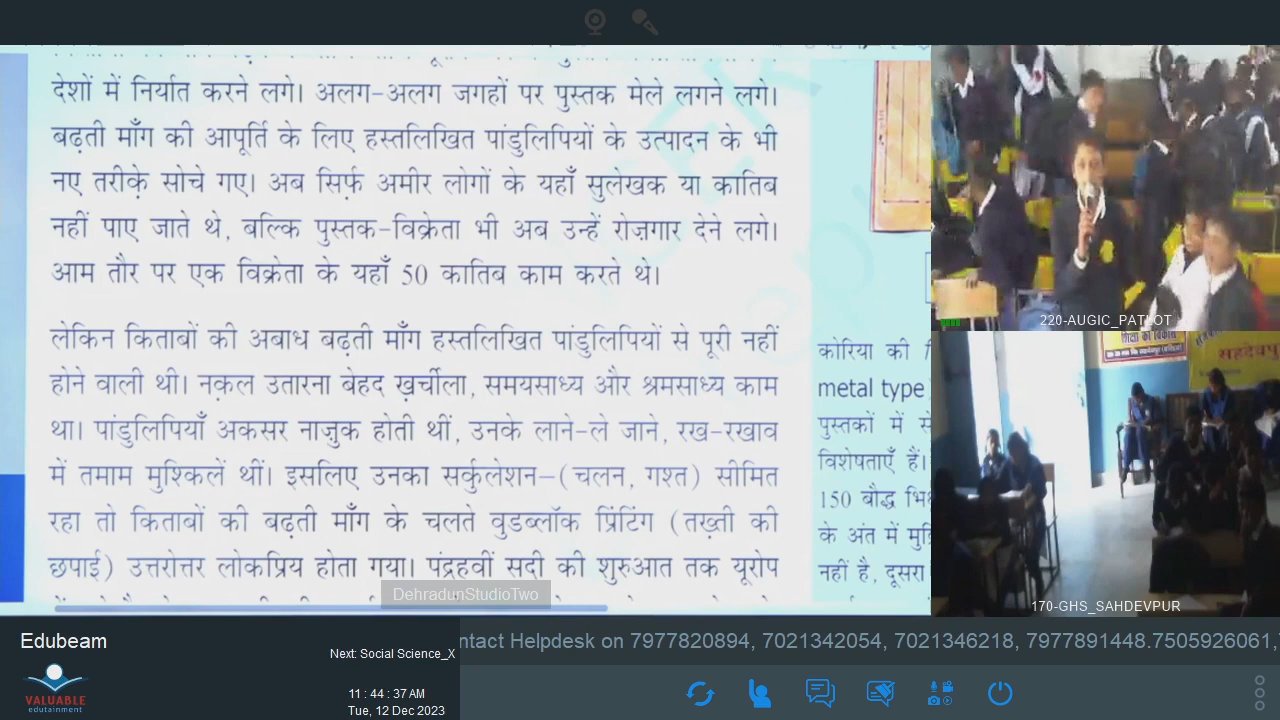 देशों में निर्यात करने लगे। अलग-अलग जगहों पर पुस्तक मेले लगने लगे।
बढ़ती माँग की आपूर्ति के लिए हस्तलिखित पांडुलिपियों के उत्पादन के भी
नए तरीक़े सोचे गए। अब सिर्फ़ अमीर लोगों के यहाँ सुलेखक या कातिब
नहीं पाए जाते थे, बल्कि पुस्तक-विक्रेता भी अब उन्हें रोज़गार देने लगे।
आम तौर पर एक विक्रेता के यहाँ 50 कातिब काम करते थे।
लेकिन किताबों की अबाध बढ़ती माँग हस्तलिखित पांडुलिपियों से पूरी नहीं
होने वाली थी। नक़ल उतारना बेहद ख़र्चीला, समयसाध्य और श्रमसाध्य काम
था। पांडुलिपियाँ अकसर नाज़ुक होती थीं, उनके लाने-ले जाने, रख-रखाव
में तमाम मुश्किलें थीं। इसलिए उनका सर्कुलेशन–(चलन, गश्त) सीमित
रहा तो किताबों की बढ़ती माँग के चलते वुडब्लॉक प्रिंटिंग (तख़्ती की
छपाई) उत्तरोत्तर लोकप्रिय होता गया। पंद्रहवीं सदी की शुरुआत तक यूरोप
कोरिया की
metal type
पुस्तकों में से
विशेषताएँ हैं।
150 बौद्ध
के अंत में
नहीं है, दूसरा
DehradunStudioTwo
220-AUGIC_PATLOT
170-GHS_SAHDEVPUR
Edubeam
VALUABLE
edutainment
Next: Social Science_X
11 : 44 : 37 AM
Tue, 12 Dec 2023
ntact Helpdesk on 7977820894, 7021342054, 7021346218, 7977891448.7505926061,